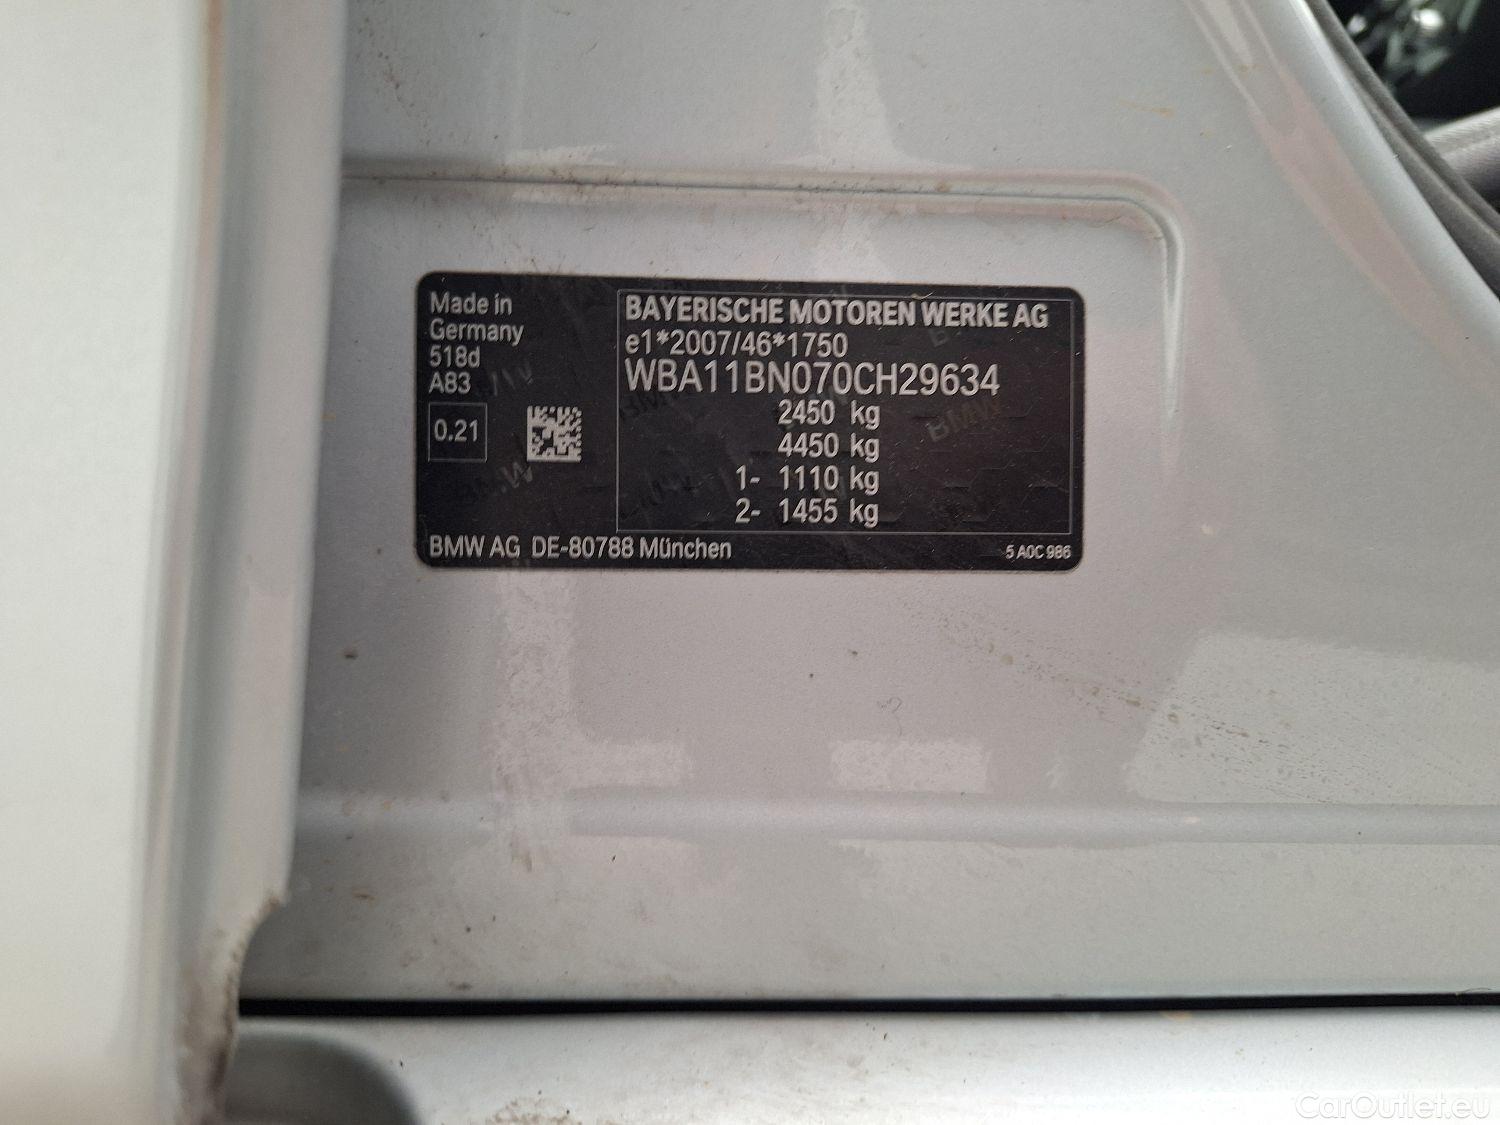 Made in
Germany
518d
A83
0.21
BAYERISCHE MOTOREN WERKE AG
e1*2007/46*1750
WBA11BN070CH29634
2450 kg
4450 kg
1- 1110 kg
2- 1455 kg
BMW AG DE-80788 München
5 A0C 986
CarOutlet.eu